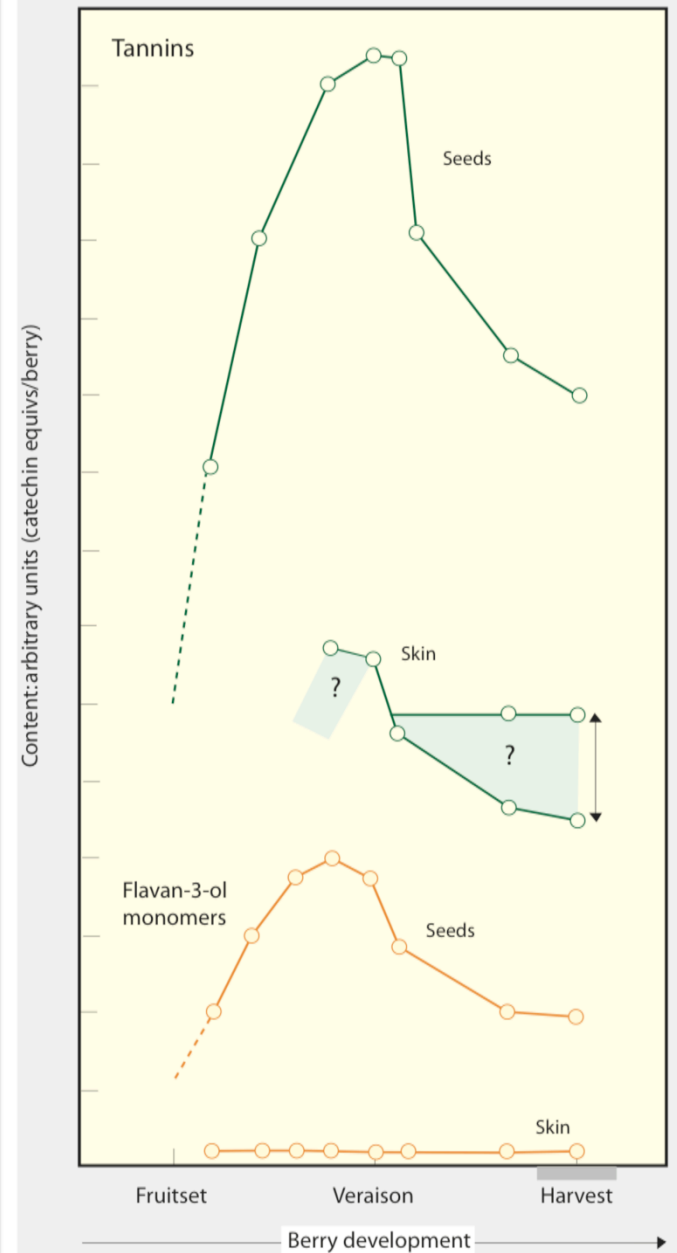 Tannins
Seeds
Content:arbitrary units (catechin equivs/berry)
Skin
?
?
Flavan-3-ol
monomers
Seeds
Skin
Fruitset
Veraison
Harvest
Berry development